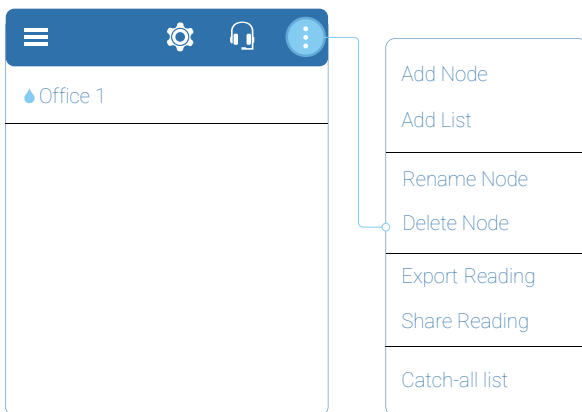 Office 1
Add Node
Add List
Rename Node
Delete Node
Export Reading
Share Reading
Catch-all list